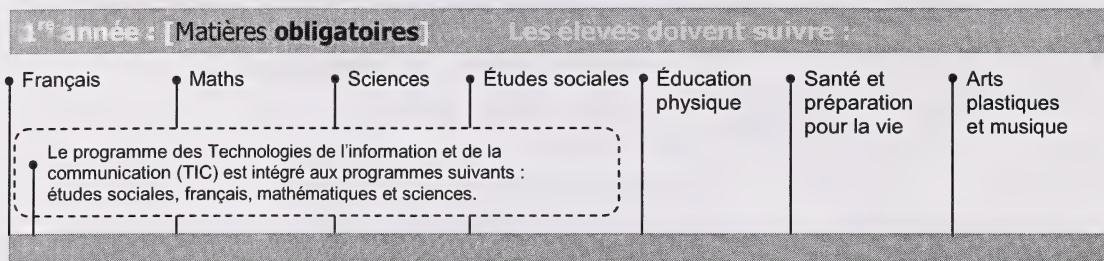 1re année : [Matières obligatoires] Les élèves doivent suivre :
Français
Maths
Sciences
Études sociales
Éducation
physique
Santé et
préparation
pour la vie
Arts
plastiques
et musique
Le programme des Technologies de l'information et de la
communication (TIC) est intégré aux programmes suivants :
études sociales, français, mathématiques et sciences.